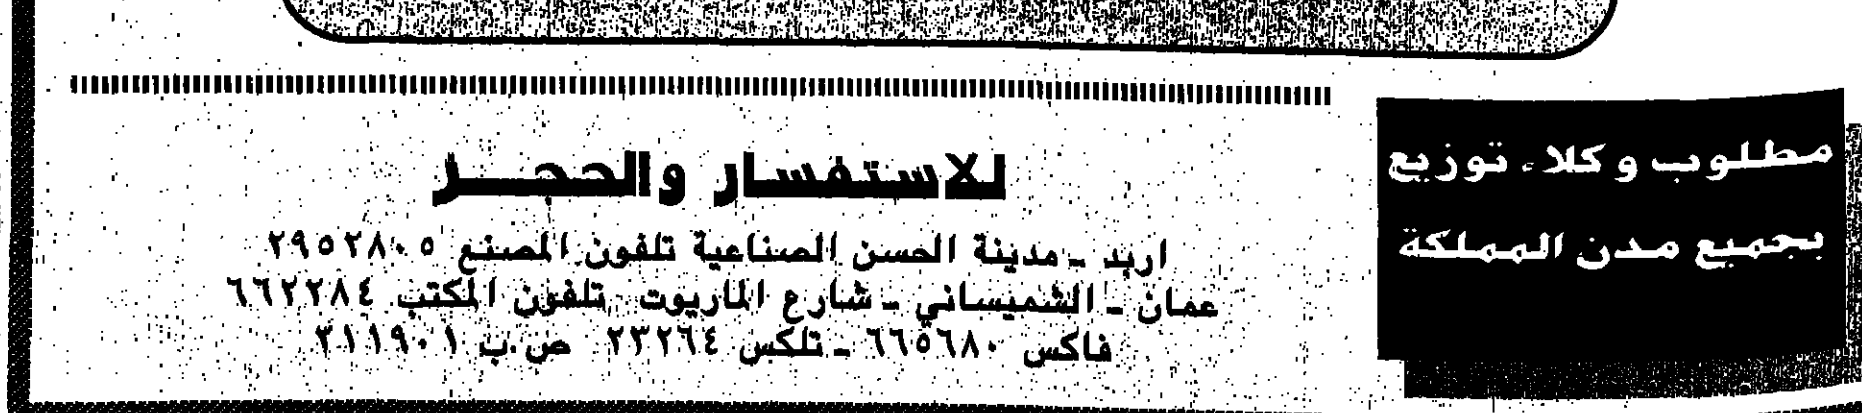 مطلوب وكلاء توزيع
بجميع مدن المملكة
للاستفسار والحجز
اربد - مدينة الحسن الصناعية تلفون المصنع ٢٩٥٢٨٠٥
عمان - الشميساني - شارع الماريوت تلفون المكتب ٦٦٢٢٨٤
فاكس ٦٦٥٦٨٠ - تلكس ٢٣٢٦٤ ص.ب